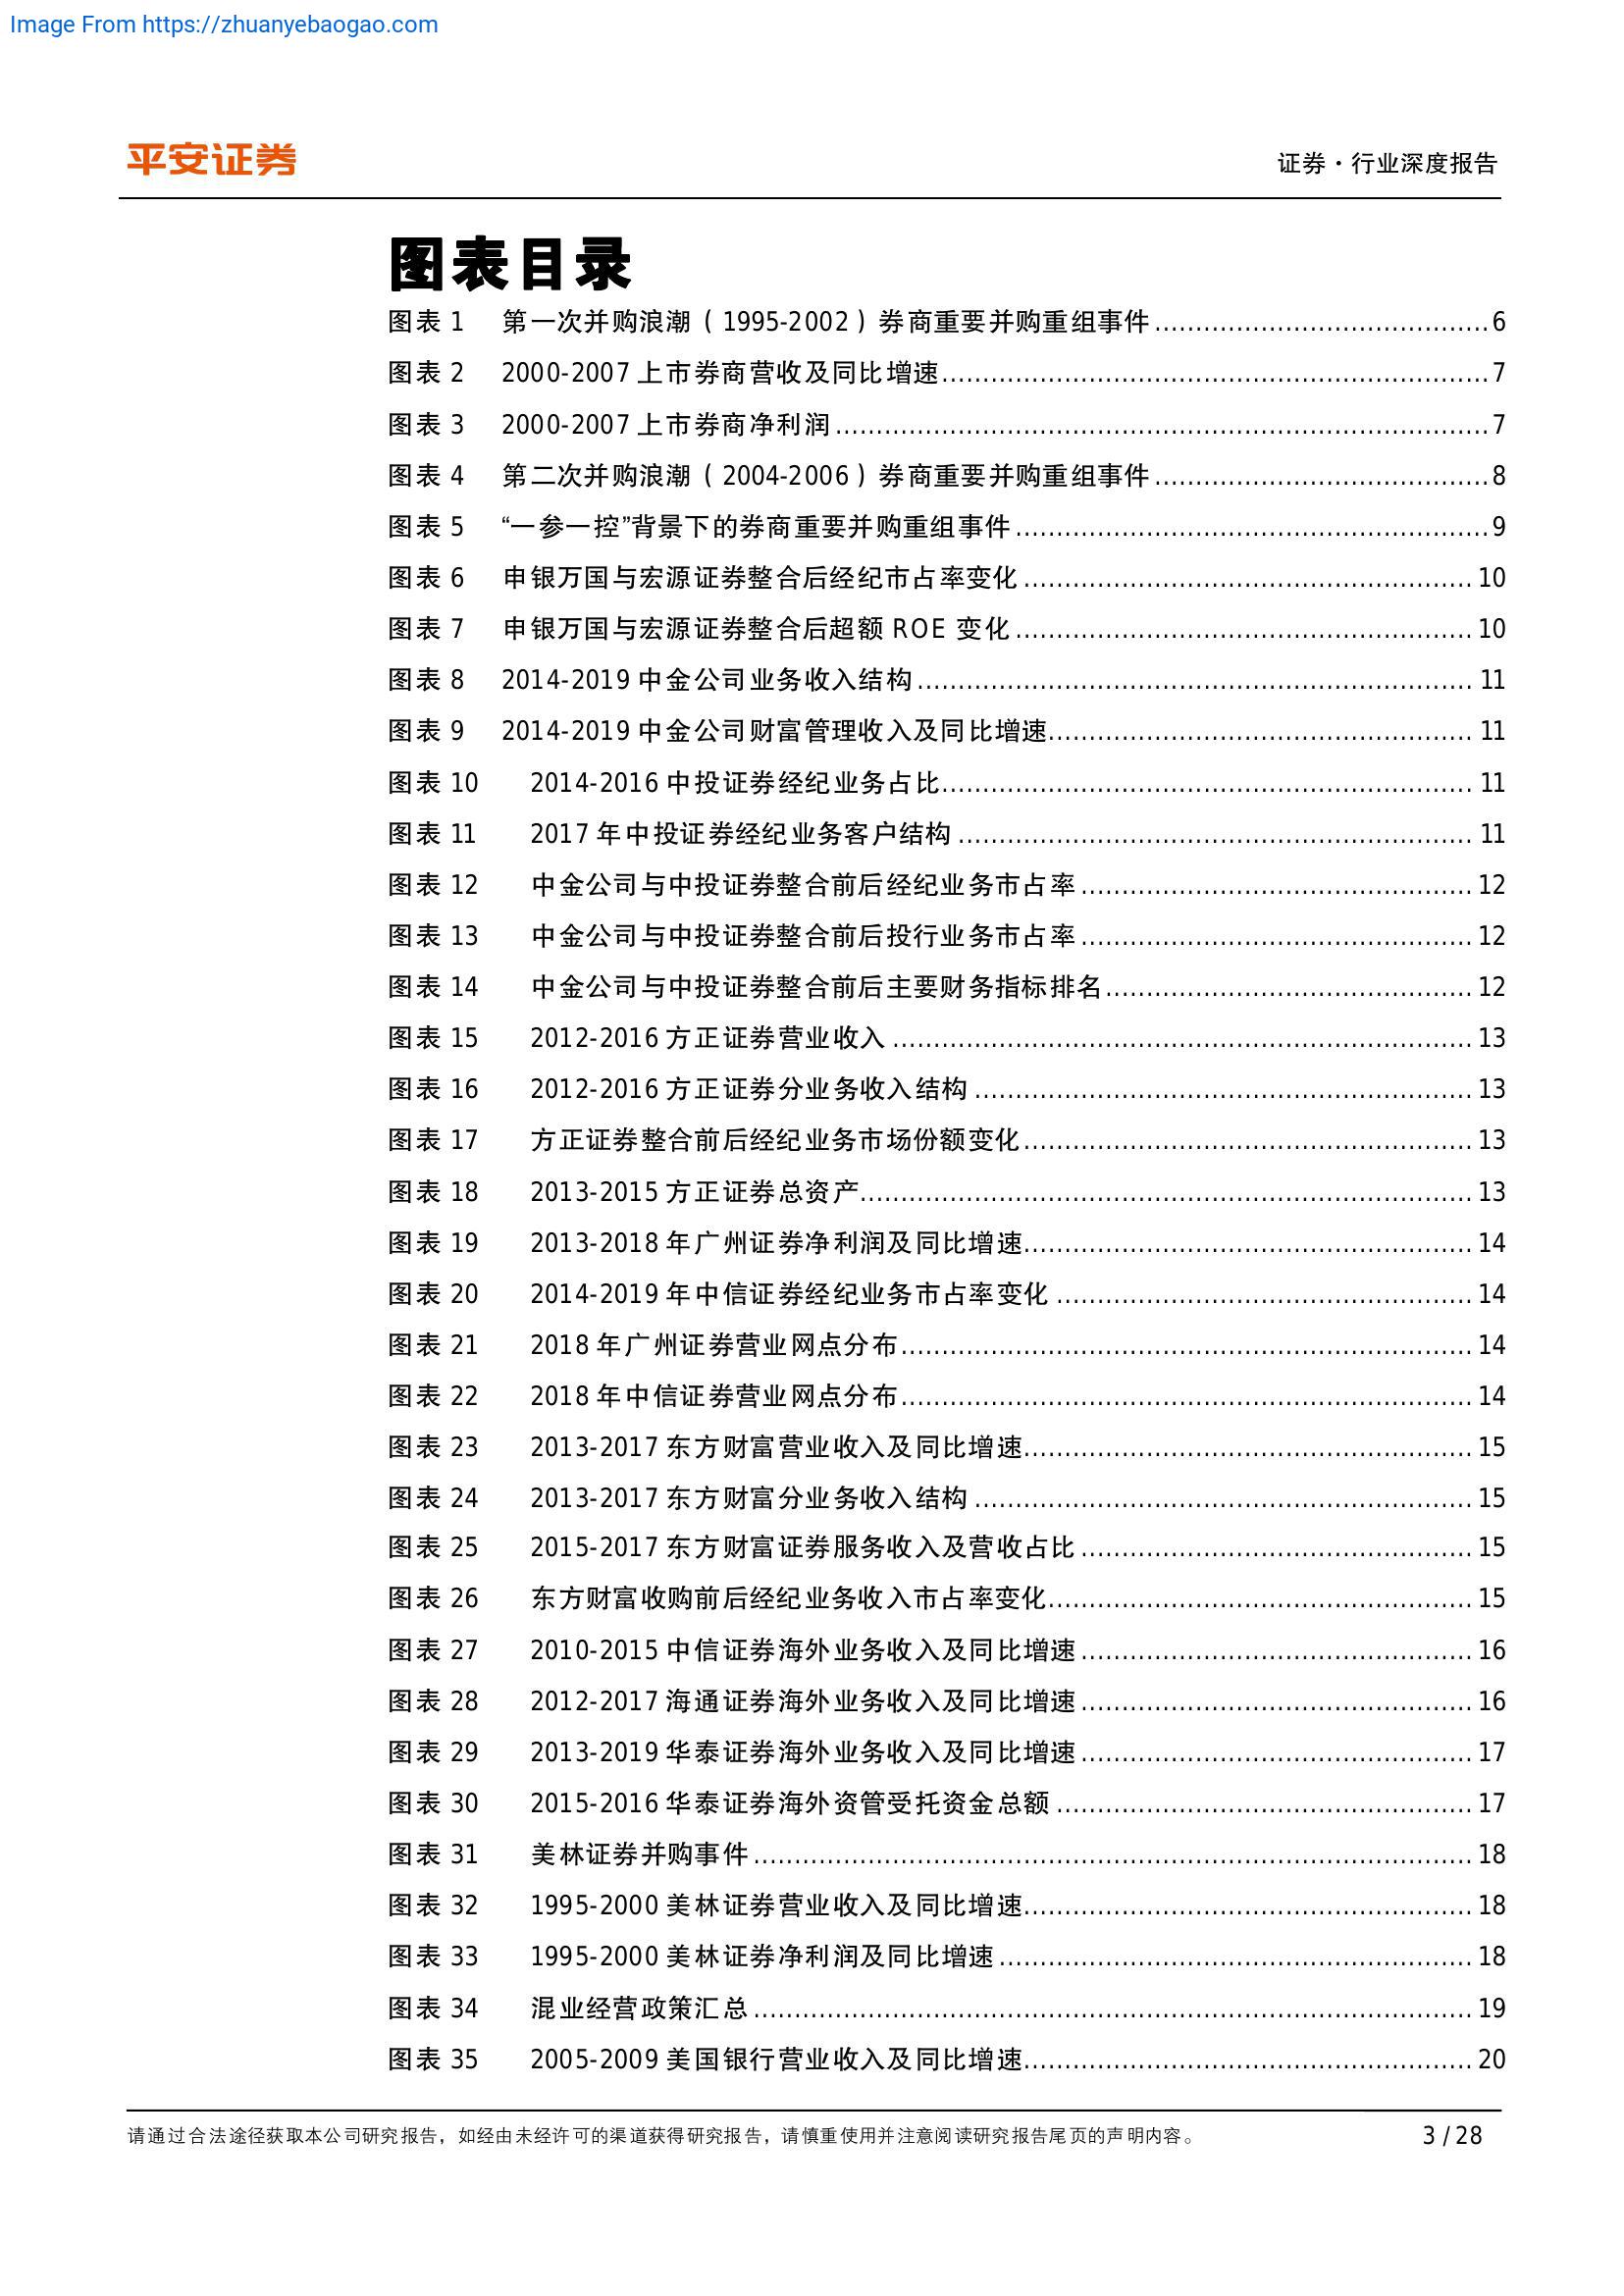 Image From https://zhuanyebaogao.com
平安证券
证券·行业深度报告
图表目录
图表 1 第一次并购浪潮（1995-2002）券商重要并购重组事件........................................6
图表 2 2000-2007 上市券商营收及同比增速........................................7
图表 3 2000-2007 上市券商净利润........................................7
图表 4 第二次并购浪潮（2004-2006）券商重要并购重组事件........................................8
图表 5 “一参一控”背景下的券商重要并购重组事件........................................9
图表 6 申银万国与宏源证券整合后经纪市占率变化........................................10
图表 7 申银万国与宏源证券整合后超额 ROE 变化........................................10
图表 8 2014-2019 中金公司业务收入结构........................................11
图表 9 2014-2019 中金公司财富管理收入及同比增速........................................11
图表 10 2014-2016 中投证券经纪业务占比........................................11
图表 11 2017 年中投证券经纪业务客户结构........................................11
图表 12 中金公司与中投证券整合前后经纪业务市占率........................................12
图表 13 中金公司与中投证券整合前后投行业务市占率........................................12
图表 14 中金公司与中投证券整合前后主要财务指标排名........................................12
图表 15 2012-2016 方正证券营业收入........................................13
图表 16 2012-2016 方正证券分业务收入结构........................................13
图表 17 方正证券整合前后经纪业务市场份额变化........................................13
图表 18 2013-2015 方正证券总资产........................................13
图表 19 2013-2018 年广州证券净利润及同比增速........................................14
图表 20 2014-2019 年中信证券经纪业务市占率变化........................................14
图表 21 2018 年广州证券营业网点分布........................................14
图表 22 2018 年中信证券营业网点分布........................................14
图表 23 2013-2017 东方财富营业收入及同比增速........................................15
图表 24 2013-2017 东方财富分业务收入结构........................................15
图表 25 2015-2017 东方财富证券服务收入及营收占比........................................15
图表 26 东方财富收购前后经纪业务收入市占率变化........................................15
图表 27 2010-2015 中信证券海外业务收入及同比增速........................................16
图表 28 2012-2017 海通证券海外业务收入及同比增速........................................16
图表 29 2013-2019 华泰证券海外业务收入及同比增速........................................17
图表 30 2015-2016 华泰证券海外资管受托资金总额........................................17
图表 31 美林证券并购事件........................................18
图表 32 1995-2000 美林证券营业收入及同比增速........................................18
图表 33 1995-2000 美林证券净利润及同比增速........................................18
图表 34 混业经营政策汇总........................................19
图表 35 2005-2009 美国银行营业收入及同比增速........................................20
请通过合法途径获取本公司研究报告，如经由未经许可的渠道获得研究报告，请慎重使用并注意阅读研究报告尾页的声明内容。
3 / 28